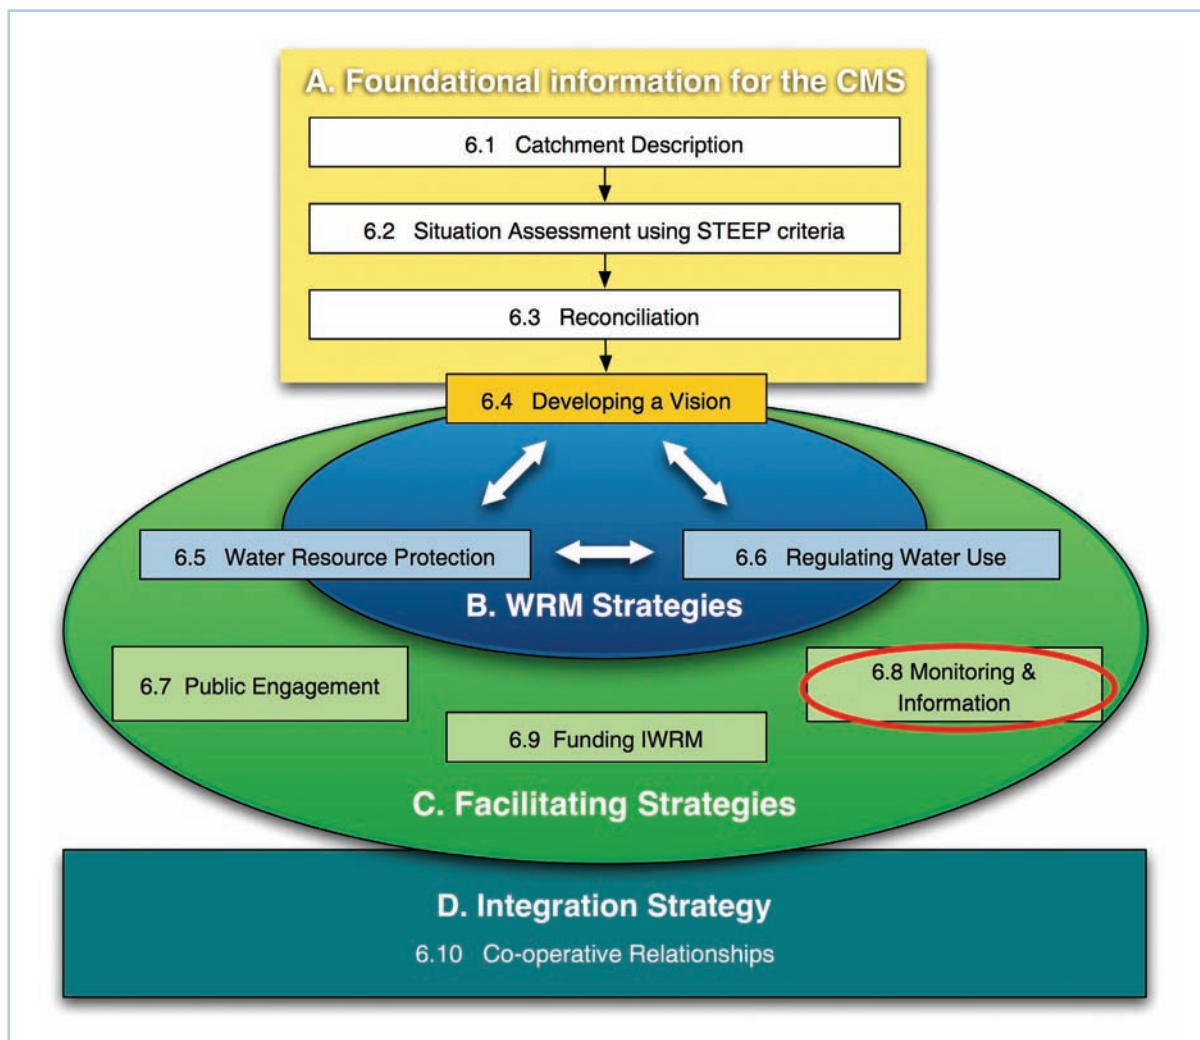 A. Foundational information for the CMS
6.1 Catchment Description
6.2 Situation Assessment using STEEP criteria
6.3 Reconciliation
6.4 Developing a Vision
6.5 Water Resource Protection
6.6 Regulating Water Use
B. WRM Strategies
6.7 Public Engagement
6.8 Monitoring &
Information
6.9 Funding IWRM
C. Facilitating Strategies
D. Integration Strategy
6.10 Co-operative Relationships